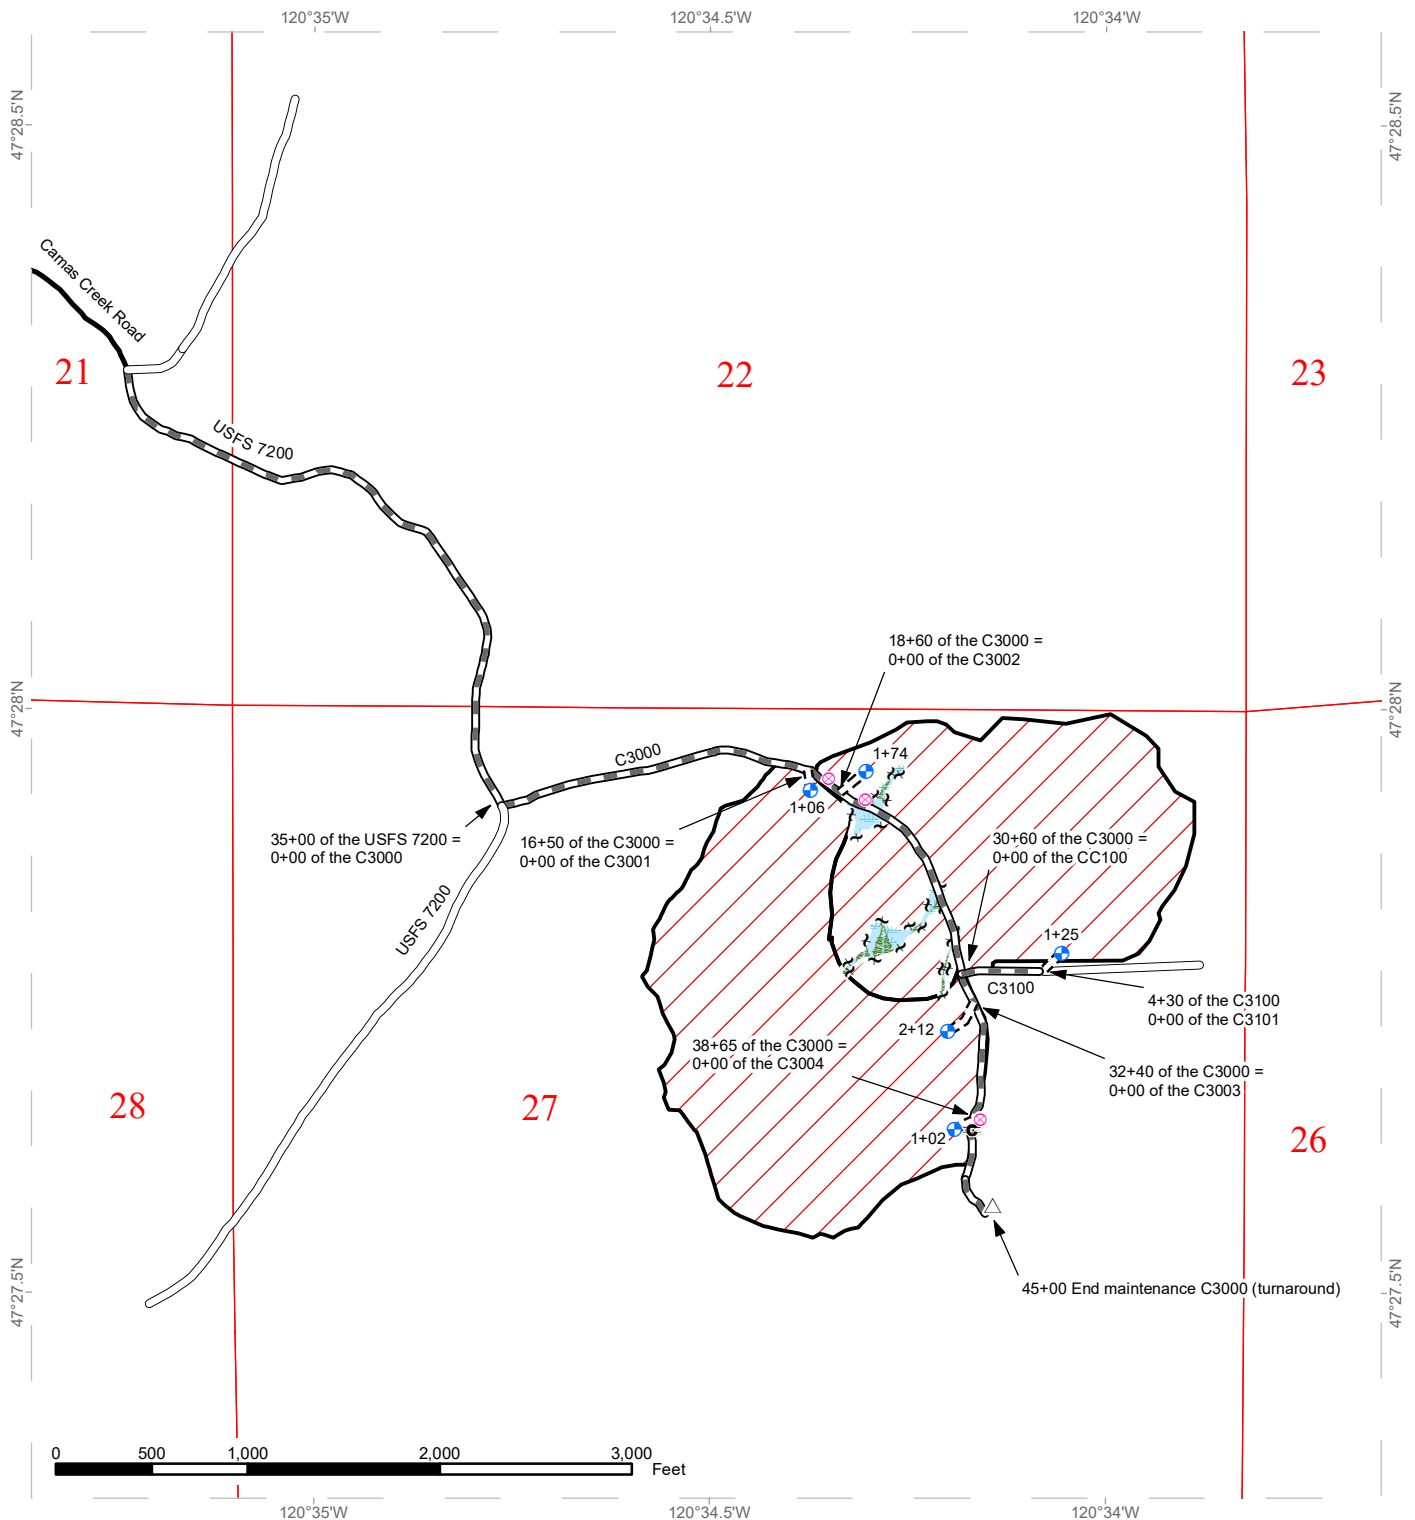 120°35'W
120°34.5'W
120°34'W
47°28.5'N
47°28.5'N
Camas Creek Road
21
22
23
USFS 7200
18+60 of the C3000 =
0+00 of the C3002
47°28'N
47°28'N
C3000
1+74
1+06
35+00 of the USFS 7200 =
0+00 of the C3000
16+50 of the C3000 =
0+00 of the C3001
30+60 of the C3000 =
0+00 of the CC100
USFS 7200
1+25
C3100
4+30 of the C3100
0+00 of the C3101
2+12
38+65 of the C3000 =
0+00 of the C3004
32+40 of the C3000 =
0+00 of the C3003
28
27
26
1+02
C
45+00 End maintenance C3000 (turnaround)
47°27.5'N
47°27.5'N
0
500
1,000
2,000
3,000
Feet
120°35'W
120°34.5'W
120°34'W